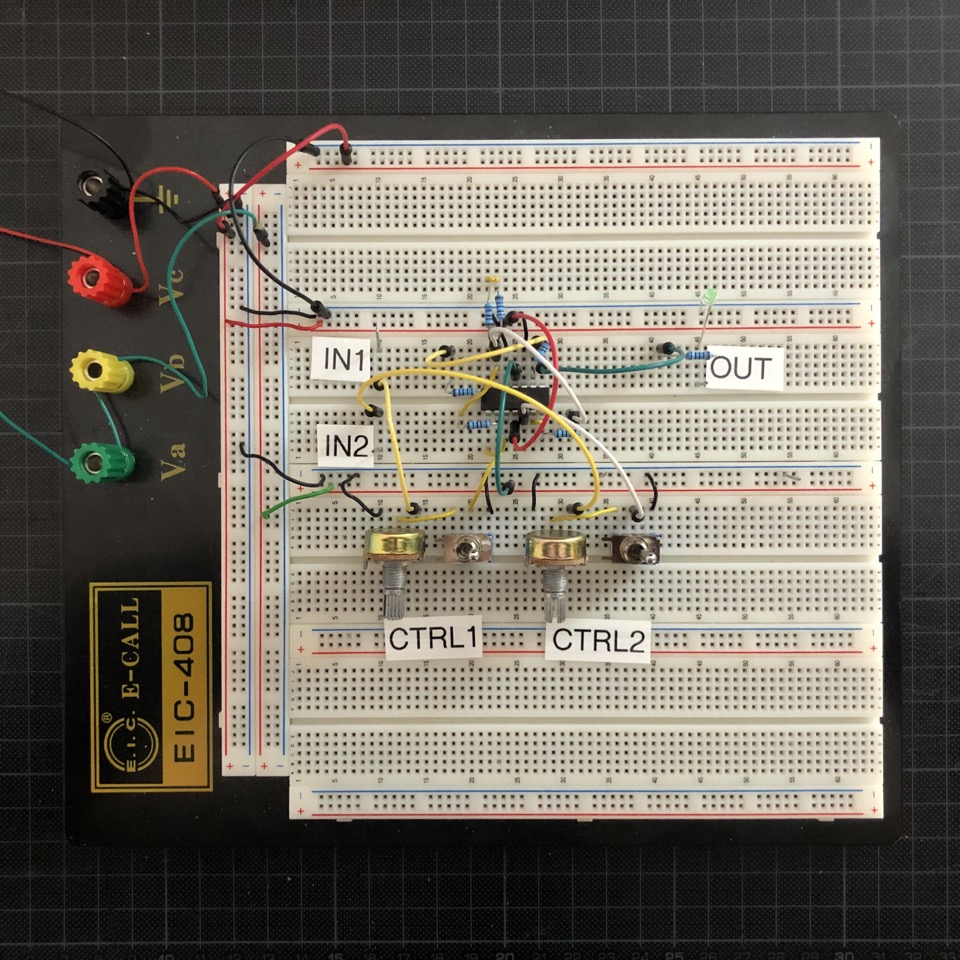 Vc
Vb
Va
IN1
IN2
OUT
CTRL1
CTRL2
E.I.C.
®
E-CALL
EIC-408